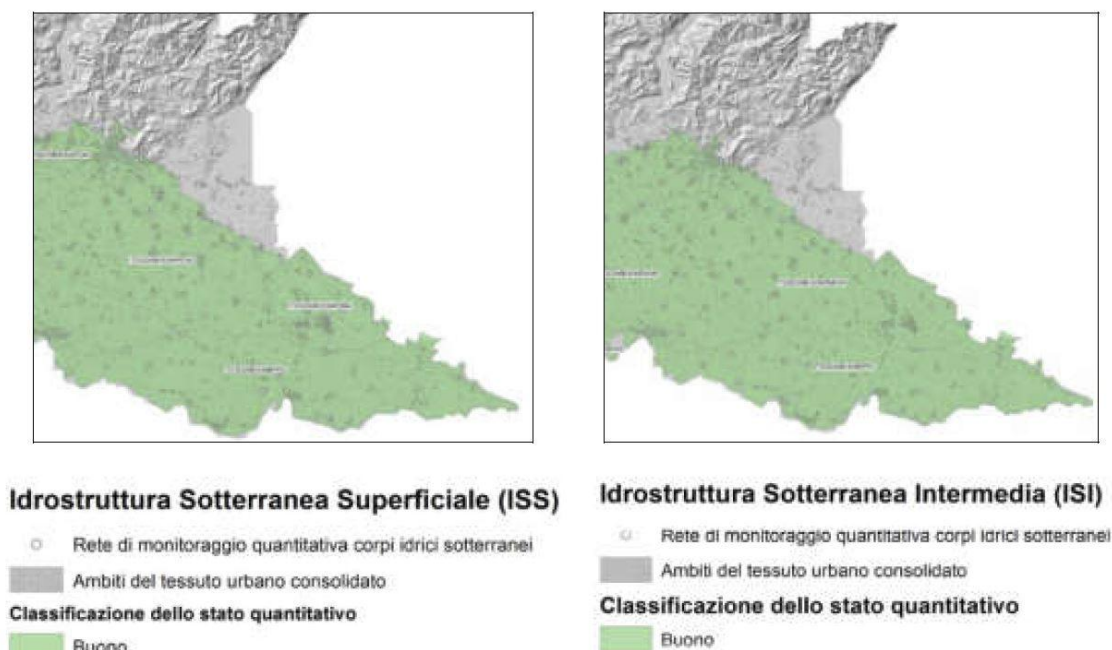 Idrostruttura Sotterranea Superficiale (ISS)
Rete di monitoraggio quantitativa corpi idrici sotterranei
Ambiti del tessuto urbano consolidato
Classificazione dello stato quantitativo
Buono
Idrostruttura Sotterranea Intermedia (ISI)
Rete di monitoraggio quantitativa corpi idrici sotterranei
Ambiti del tessuto urbano consolidato
Classificazione dello stato quantitativo
Buono